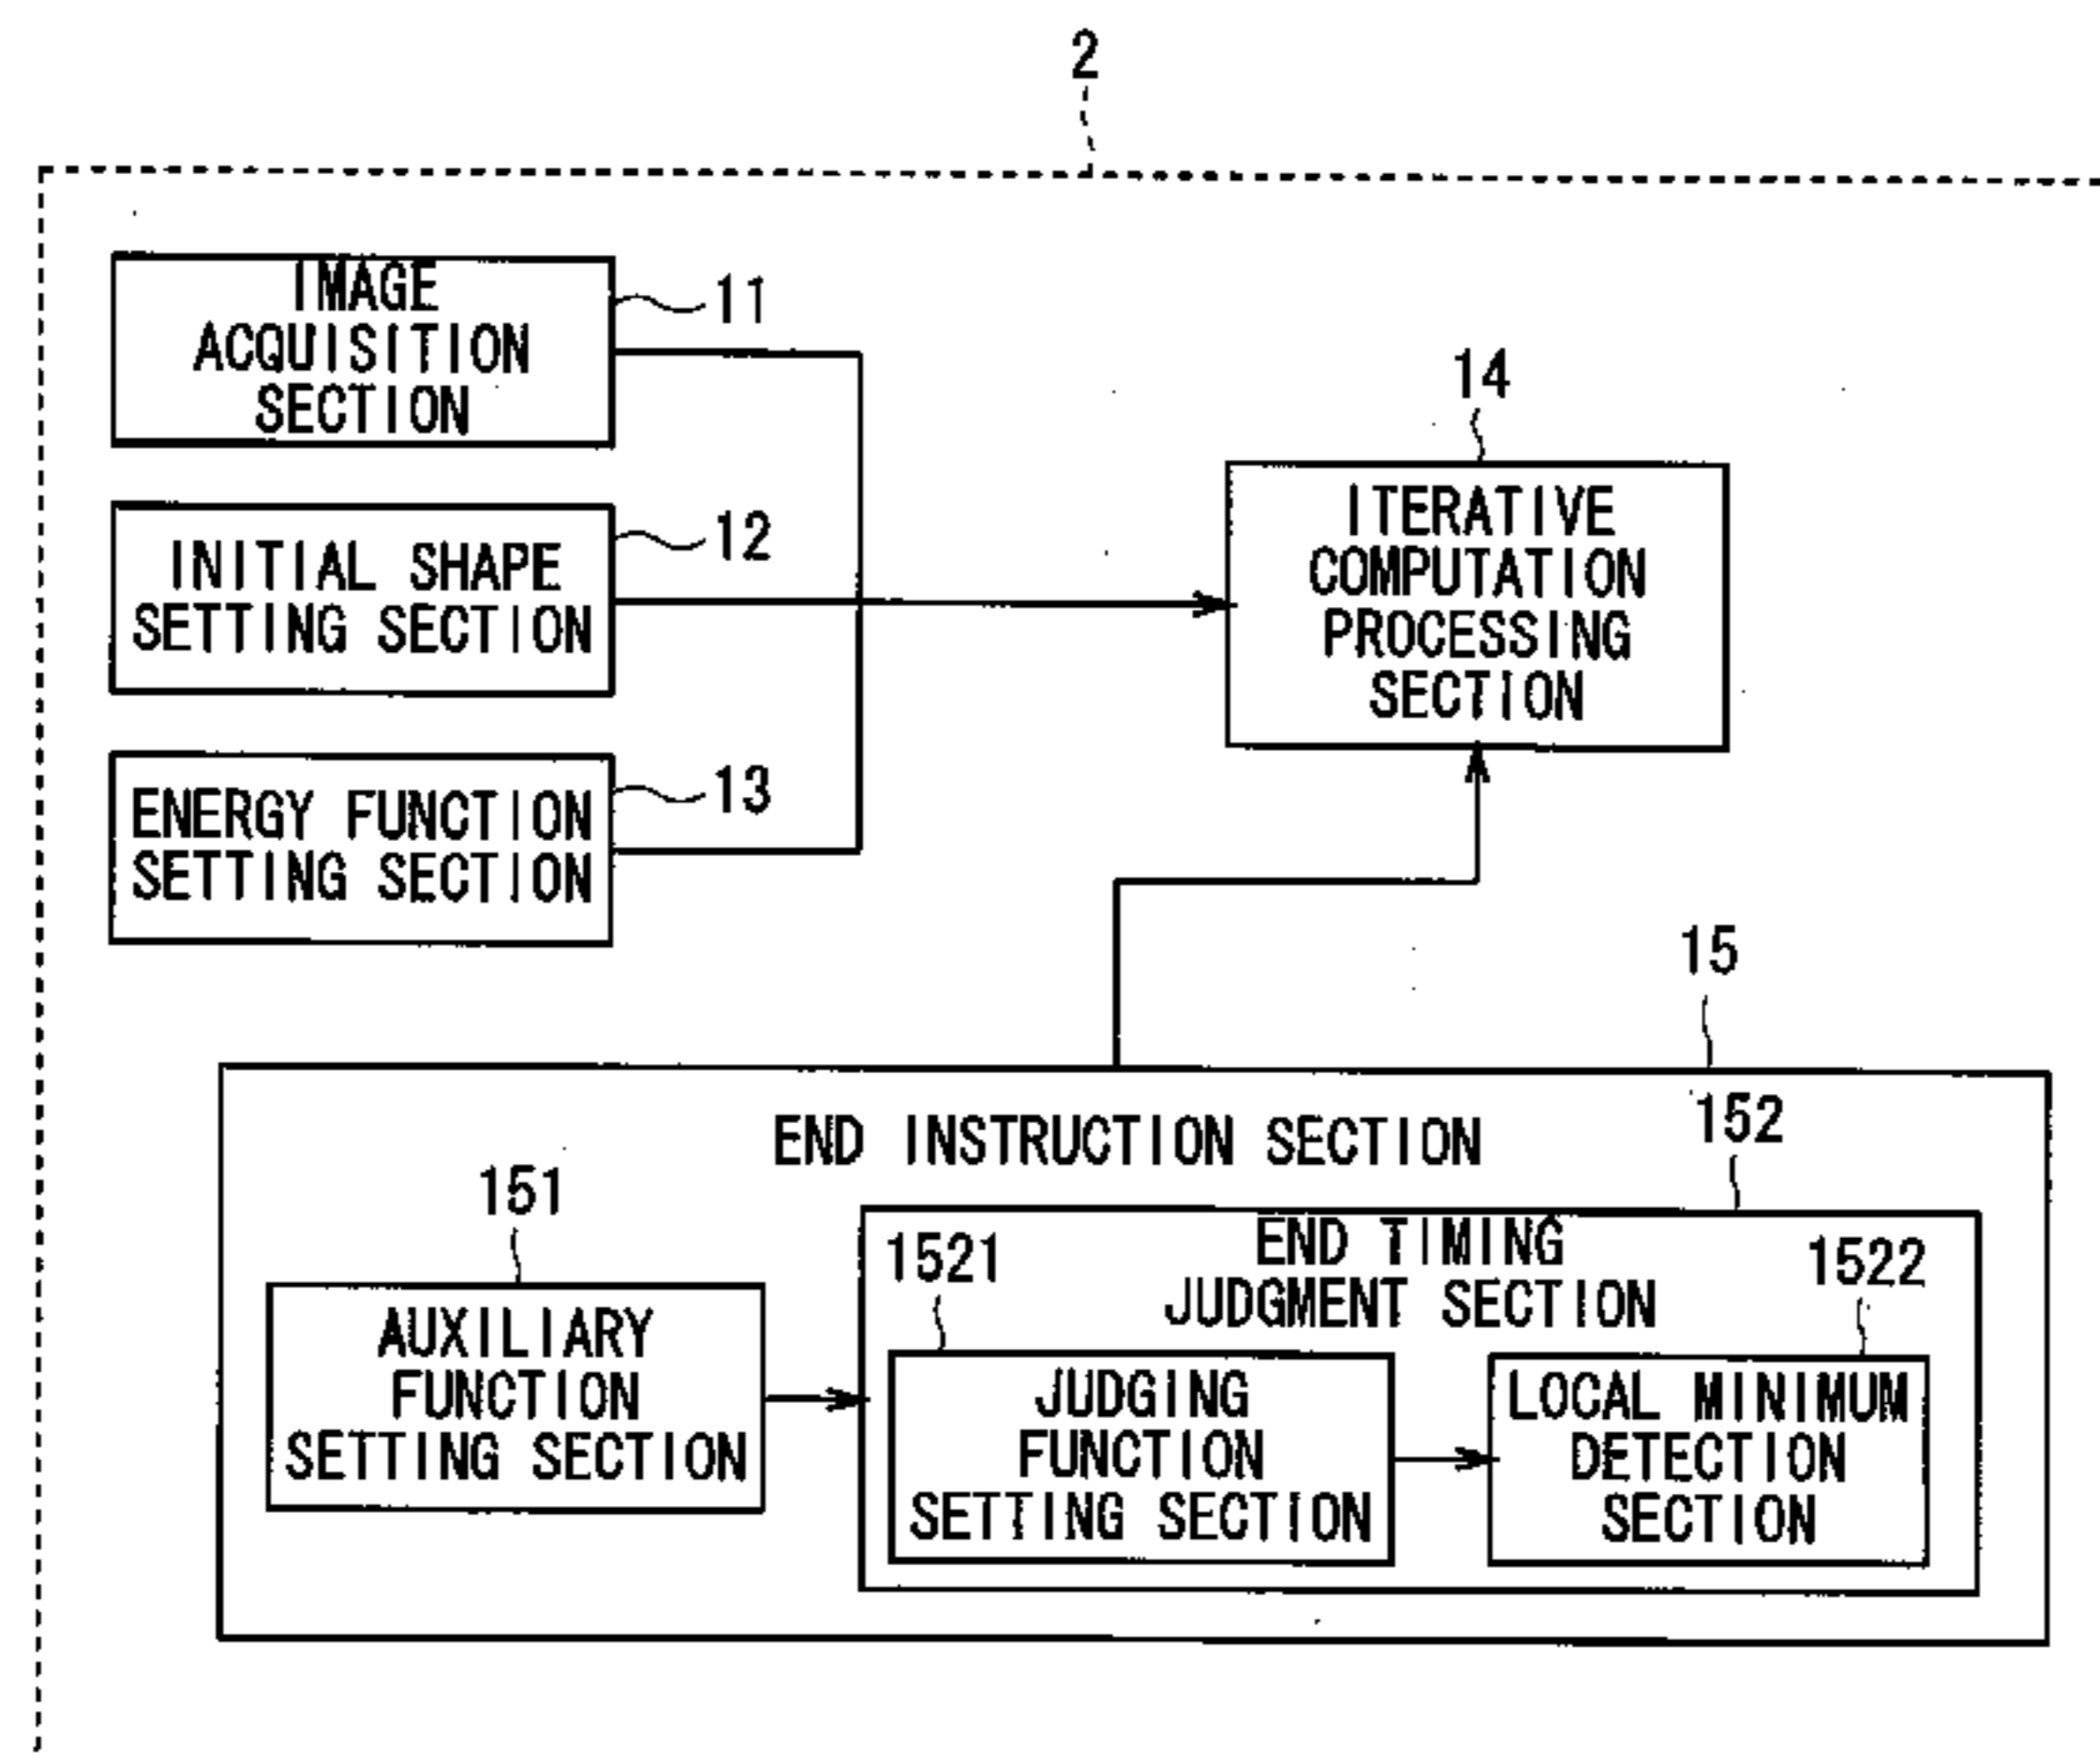 2
IMAGE
ACQUISITION
SECTION
11
INITIAL SHAPE
SETTING SECTION
12
ENERGY FUNCTION
SETTING SECTION
13
14
ITERATIVE
COMPUTATION
PROCESSING
SECTION
15
END INSTRUCTION SECTION
151
AUXILIARY
FUNCTION
SETTING SECTION
152
END TIMING
JUDGMENT SECTION
1521
JUDGING
FUNCTION
SETTING SECTION
1522
LOCAL MINIMUM
DETECTION
SECTION